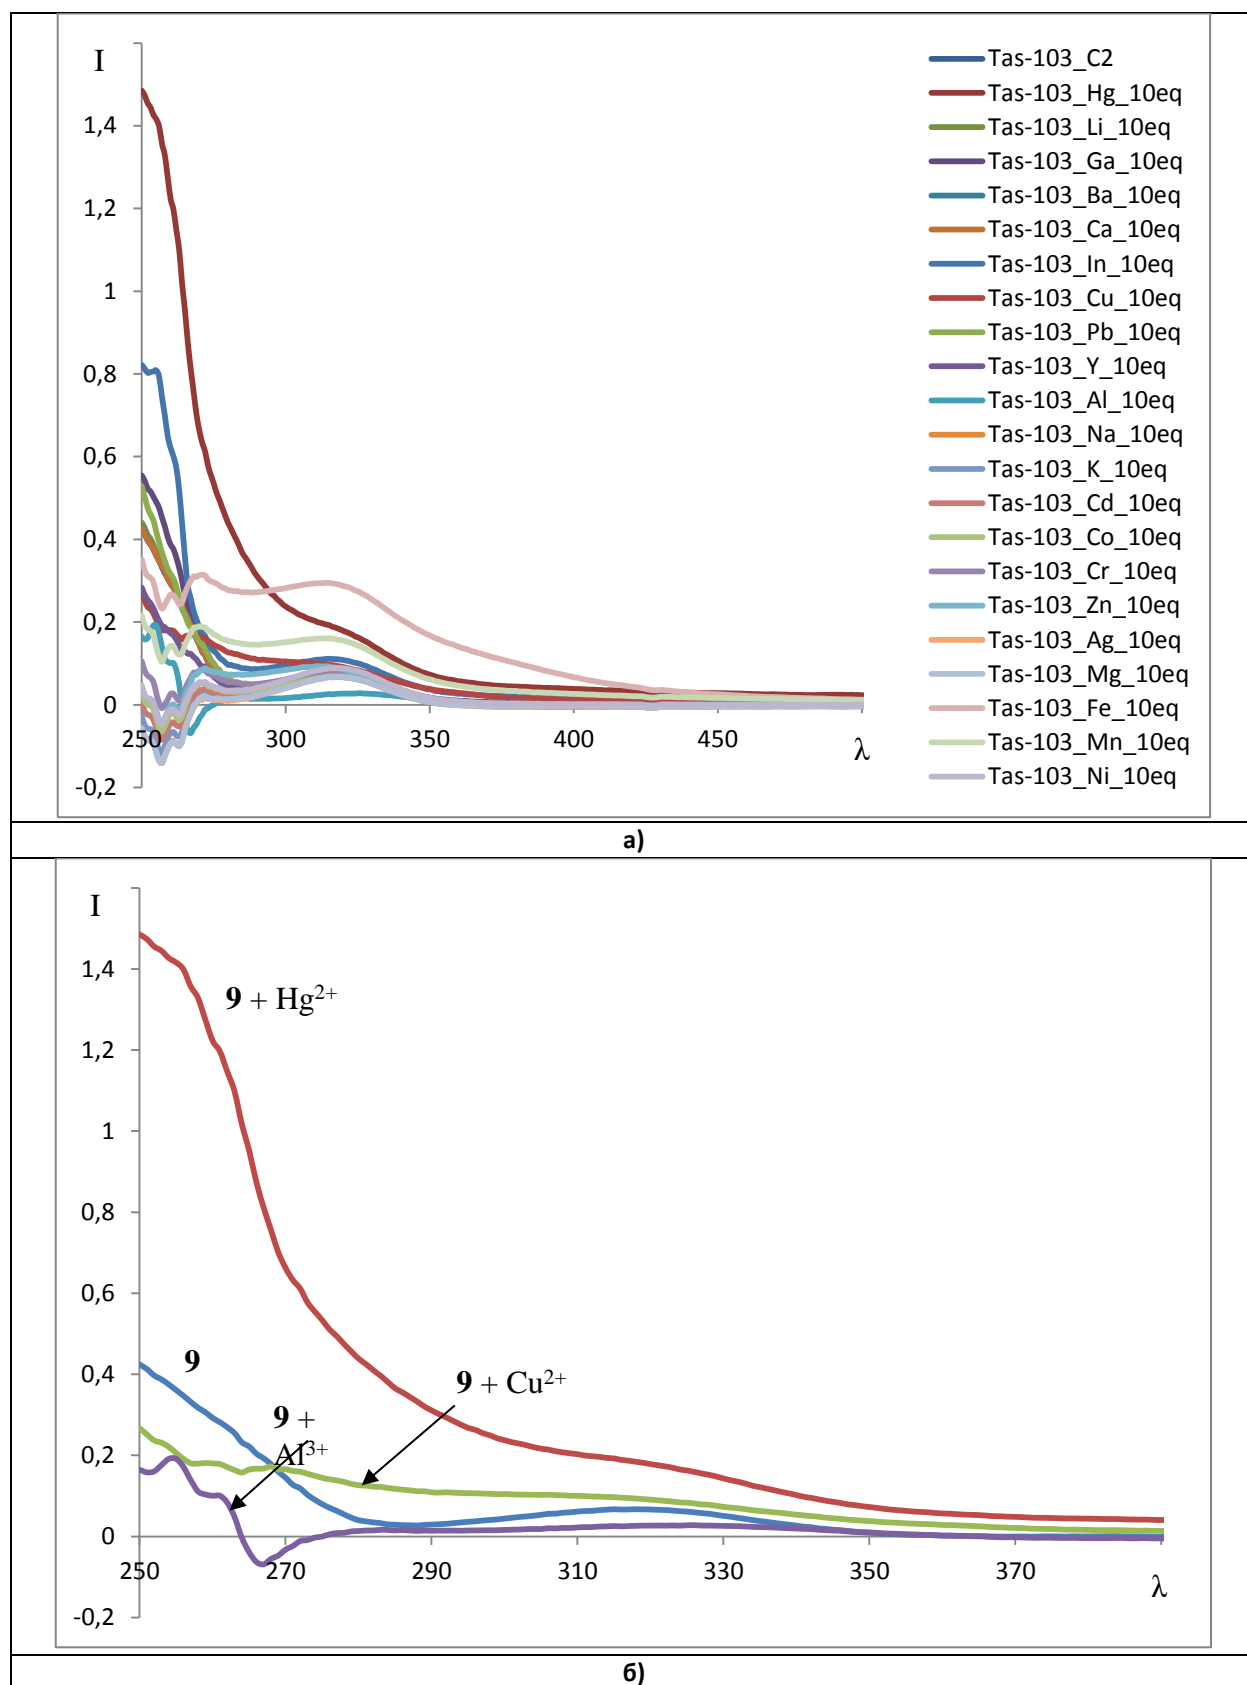 I
1,4
1,2
1
0,8
0,6
0,4
0,2
0
-0,2
250
300
350
400
450
λ
Tas-103_C2
Tas-103_Hg_10eq
Tas-103_Li_10eq
Tas-103_Ga_10eq
Tas-103_Ba_10eq
Tas-103_Ca_10eq
Tas-103_In_10eq
Tas-103_Cu_10eq
Tas-103_Pb_10eq
Tas-103_Y_10eq
Tas-103_Al_10eq
Tas-103_Na_10eq
Tas-103_K_10eq
Tas-103_Cd_10eq
Tas-103_Co_10eq
Tas-103_Cr_10eq
Tas-103_Zn_10eq
Tas-103_Ag_10eq
Tas-103_Mg_10eq
Tas-103_Fe_10eq
Tas-103_Mn_10eq
Tas-103_Ni_10eq
а)
I
1,4
1,2
1
0,8
0,6
0,4
0,2
0
-0,2
9 + Hg²⁺
9
9 + Cu²⁺
9 +
Al³⁺
250
270
290
310
330
350
370
λ
б)